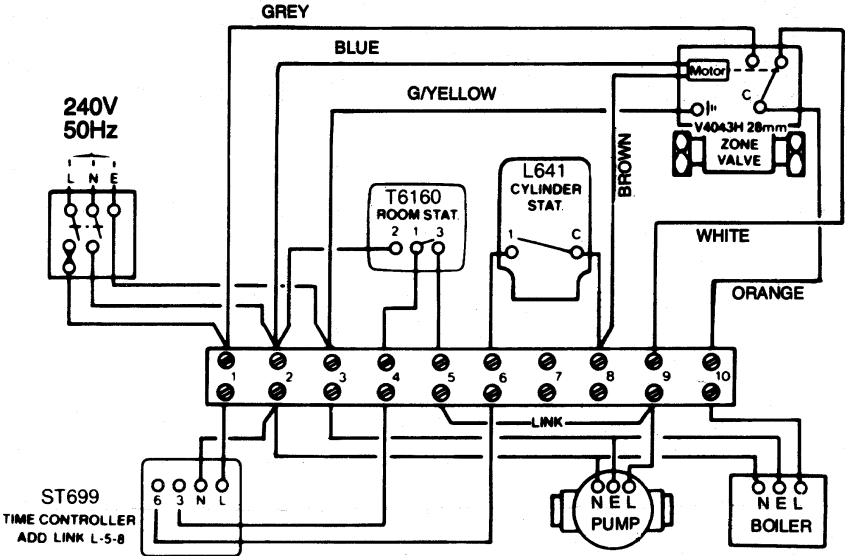 GREY
BLUE
G/YELLOW
240V
50Hz
L N E
Motor
C
V4043H 28mm
ZONE
VALVE
BROWN
T6160
ROOM STAT.
2 1 3
L641
CYLINDER
STAT.
1 C
WHITE
ORANGE
1 2 3 4 5 6 7 8 9 10
LINK
ST699
TIME CONTROLLER
ADD LINK L-5-8
6 3 N L
N E L
PUMP
N E L
BOILER